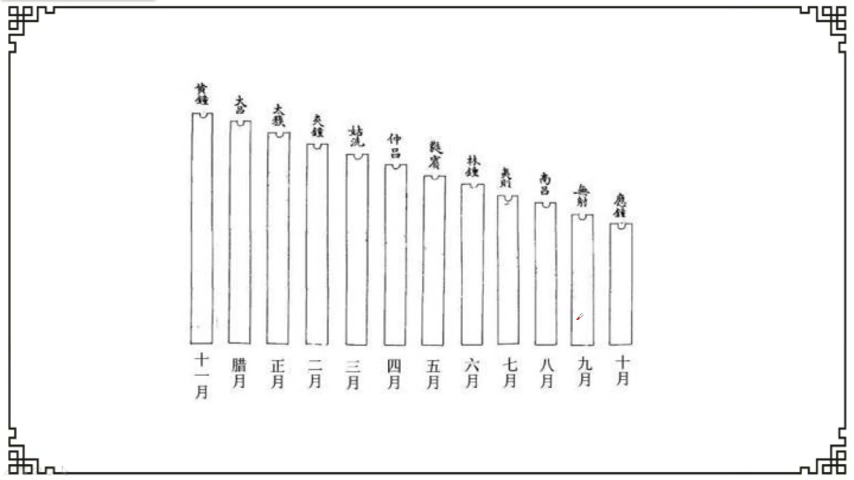 黄鐘
大呂
太簇
夾鐘
姑洗
仲呂
蕤賓
林鐘
夷則
南呂
無射
應鐘
十一月
腊月
正月
二月
三月
四月
五月
六月
七月
八月
九月
十月